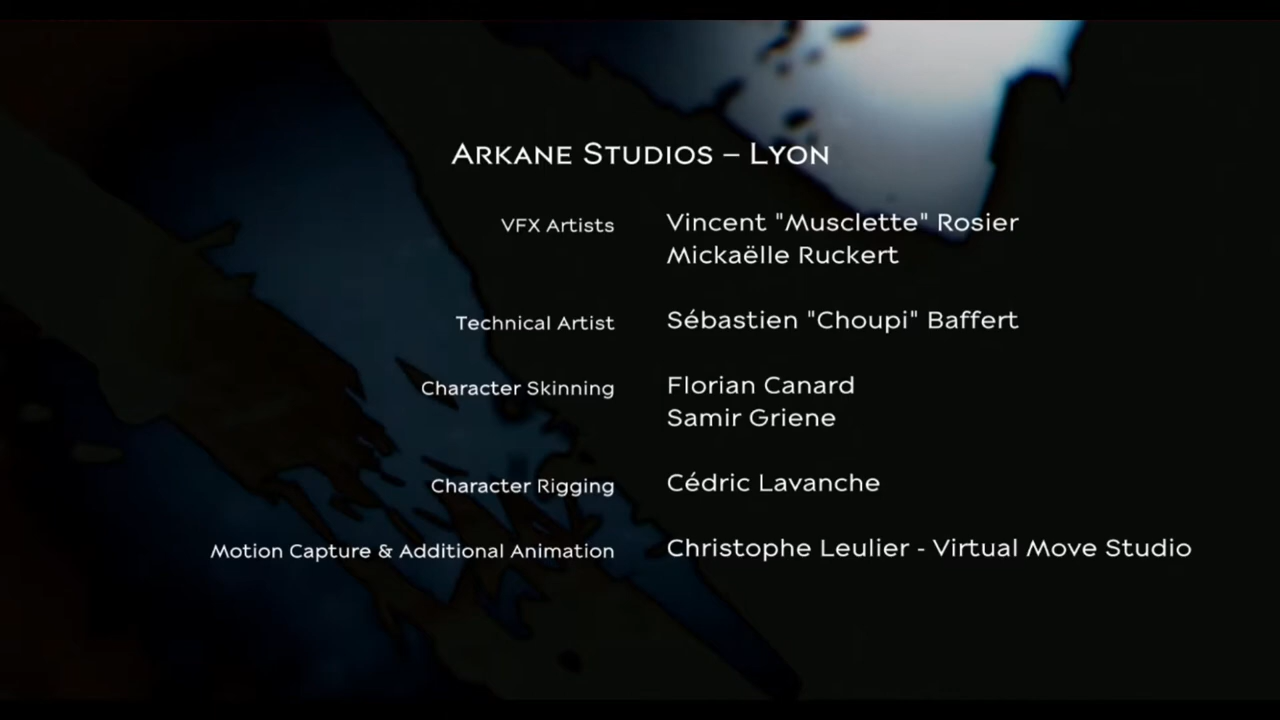 ARKANE STUDIOS – LYON
VFX Artists Vincent "Musclette" Rosier
Mickaëlle Ruckert
Technical Artist Sébastien "Choupi" Baffert
Character Skinning Florian Canard
Samir Griene
Character Rigging Cédric Lavanche
Motion Capture & Additional Animation Christophe Leulier - Virtual Move Studio